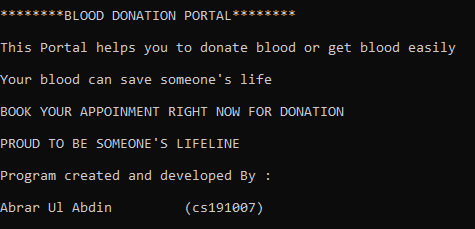 ********BLOOD DONATION PORTAL********
This Portal helps you to donate blood or get blood easily
Your blood can save someone's life
BOOK YOUR APPOINMENT RIGHT NOW FOR DONATION
PROUD TO BE SOMEONE'S LIFELINE
Program created and developed By :
Abrar Ul Abdin         (cs191007)